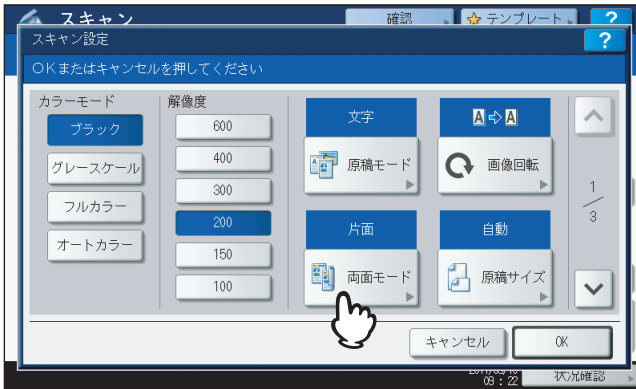 スキャン
確認
テンプレート
?
スキャン設定
?
OKまたはキャンセルを押してください
カラーモード
ブラック
グレースケール
フルカラー
オートカラー
解像度
600
400
300
200
150
100
文字
原稿モード
A A
画像回転
片面
両面モード
自動
原稿サイズ
1
3
キャンセル
OK
09:22
状況確認